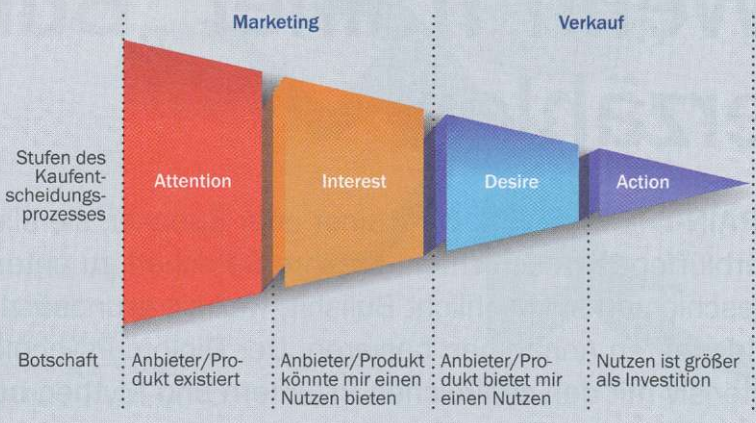 Marketing
Verkauf
Stufen des
Kaufent-
scheidungs-
prozesses
Attention
Interest
Desire
Action
Botschaft
Anbieter/Pro-
dukt existiert
Anbieter/Produkt
könnte mir einen
Nutzen bieten
Anbieter/Pro-
dukt bietet mir
einen Nutzen
Nutzen ist größer
als Investition